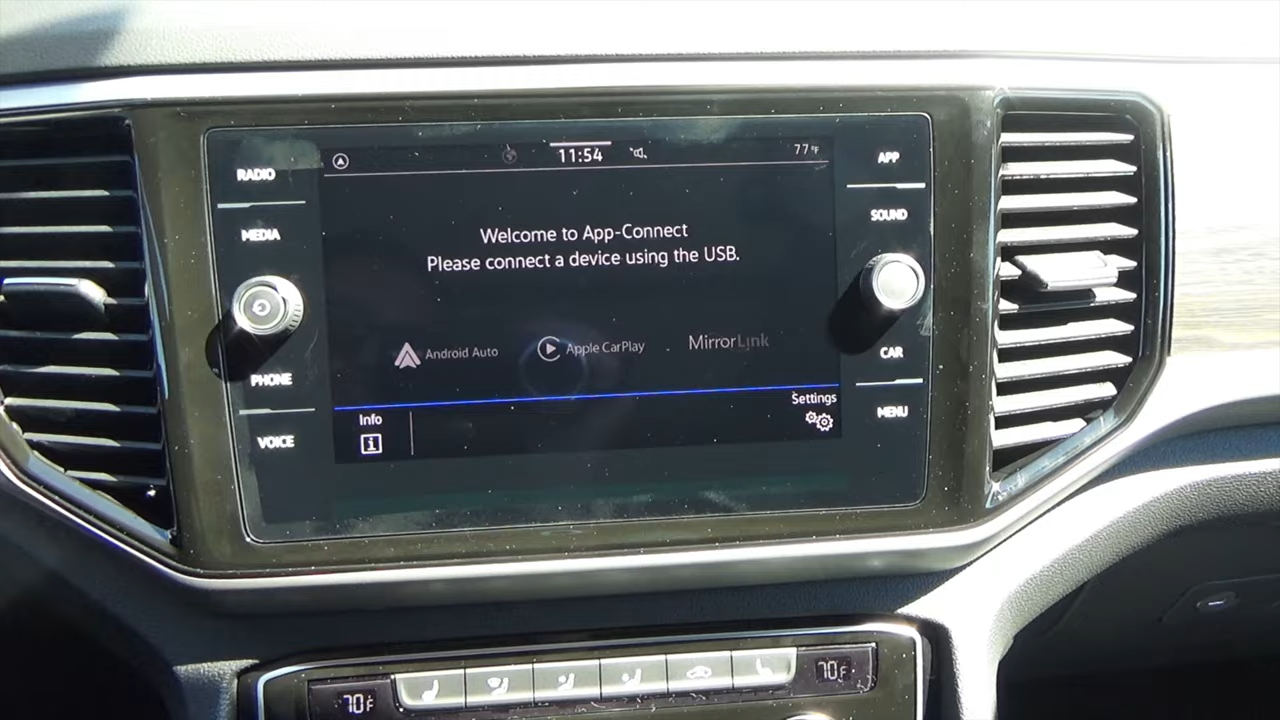 RADIO
MEDIA
PHONE
VOICE
11:54
77°F
Welcome to App-Connect
Please connect a device using the USB.
Android Auto
Apple CarPlay
MirrorLink
Info
Settings
APP
SOUND
CAR
MENU
70°F
70°F